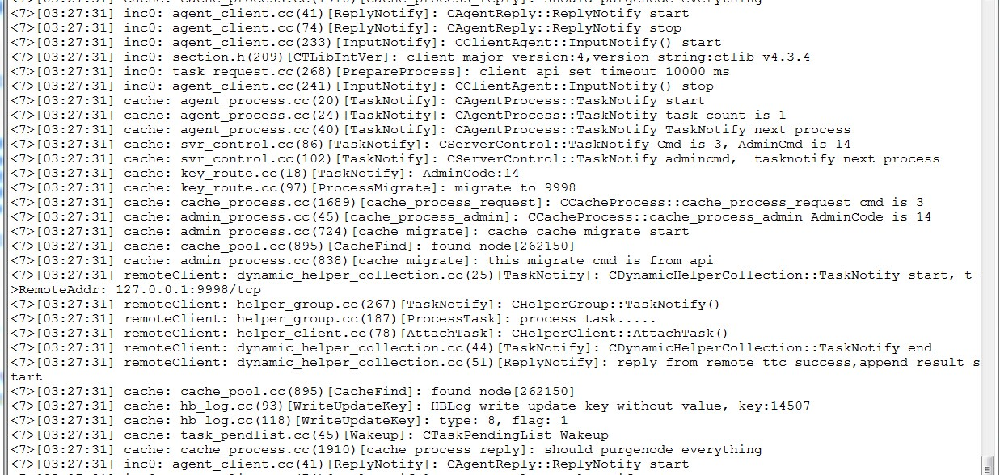 <7>[03:27:31] cache: cache_process.cc(1910)[cache_process_reply]: should purgenode everything
<7>[03:27:31] inc0: agent_client.cc(41)[ReplyNotify]: CAgentReply::ReplyNotify start
<7>[03:27:31] inc0: agent_client.cc(74)[ReplyNotify]: CAgentReply::ReplyNotify stop
<7>[03:27:31] inc0: agent_client.cc(233)[InputNotify]: CClientAgent::InputNotify() start
<7>[03:27:31] inc0: section.h(209)[CTLibIntVer]: client major version:4,version string:ctlib-v4.3.4
<7>[03:27:31] inc0: task_request.cc(268)[PrepareProcess]: client api set timeout 10000 ms
<7>[03:27:31] inc0: agent_client.cc(241)[InputNotify]: CClientAgent::InputNotify() stop
<7>[03:27:31] cache: agent_process.cc(20)[TaskNotify]: CAgentProcess::TaskNotify start
<7>[03:27:31] cache: agent_process.cc(24)[TaskNotify]: CAgentProcess::TaskNotify task count is 1
<7>[03:27:31] cache: agent_process.cc(40)[TaskNotify]: CAgentProcess::TaskNotify TaskNotify next process
<7>[03:27:31] cache: svr_control.cc(86)[TaskNotify]: CServerControl::TaskNotify Cmd is 3, AdminCmd is 14
<7>[03:27:31] cache: svr_control.cc(102)[TaskNotify]: CServerControl::TaskNotify admincmd,  tasknotify next process
<7>[03:27:31] cache: key_route.cc(18)[TaskNotify]: AdminCode:14
<7>[03:27:31] cache: key_route.cc(97)[ProcessMigrate]: migrate to 9998
<7>[03:27:31] cache: cache_process.cc(1689)[cache_process_request]: CCacheProcess::cache_process_request cmd is 3
<7>[03:27:31] cache: admin_process.cc(45)[cache_process_admin]: CCacheProcess::cache_process_admin AdminCode is 14
<7>[03:27:31] cache: admin_process.cc(724)[cache_migrate]: cache_cache_migrate start
<7>[03:27:31] cache: cache_pool.cc(895)[CacheFind]: found node[262150]
<7>[03:27:31] cache: admin_process.cc(838)[cache_migrate]: this migrate cmd is from api
<7>[03:27:31] remoteClient: dynamic_helper_collection.cc(25)[TaskNotify]: CDynamicHelperCollection::TaskNotify start, t-
>RemoteAddr: 127.0.0.1:9998/tcp
<7>[03:27:31] remoteClient: helper_group.cc(267)[TaskNotify]: CHelperGroup::TaskNotify()
<7>[03:27:31] remoteClient: helper_group.cc(187)[ProcessTask]: process task.....
<7>[03:27:31] remoteClient: helper_client.cc(78)[AttachTask]: CHelperClient::AttachTask()
<7>[03:27:31] remoteClient: dynamic_helper_collection.cc(44)[TaskNotify]: CDynamicHelperCollection::TaskNotify end
<7>[03:27:31] remoteClient: dynamic_helper_collection.cc(51)[ReplyNotify]: reply from remote ttc success,append result s
tart
<7>[03:27:31] cache: cache_pool.cc(895)[CacheFind]: found node[262150]
<7>[03:27:31] cache: hb_log.cc(93)[WriteUpdateKey]: HBLog write update key without value, key:14507
<7>[03:27:31] cache: hb_log.cc(118)[WriteUpdateKey]: type: 8, flag: 1
<7>[03:27:31] cache: task_pendlist.cc(45)[Wakeup]: CTaskPendingList Wakeup
<7>[03:27:31] cache: cache_process.cc(1910)[cache_process_reply]: should purgenode everything
<7>[03:27:31] inc0: agent_client.cc(41)[ReplyNotify]: CAgentReply::ReplyNotify start